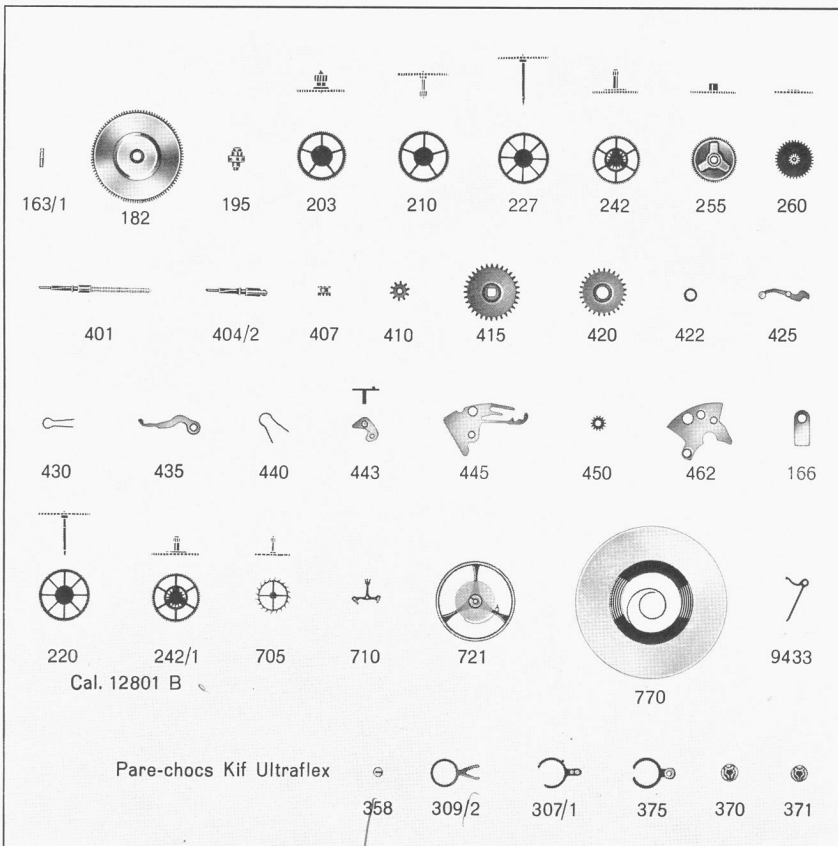 163/1 182 195 203 210 227 242 255 260
401 404/2 407 410 415 420 422 425
430 435 440 443 445 450 462 166
220 242/1 705 710 721 770 9433
Cal. 12801 B
Pare-chocs Kif Ultraflex 358 309/2 307/1 375 370 371